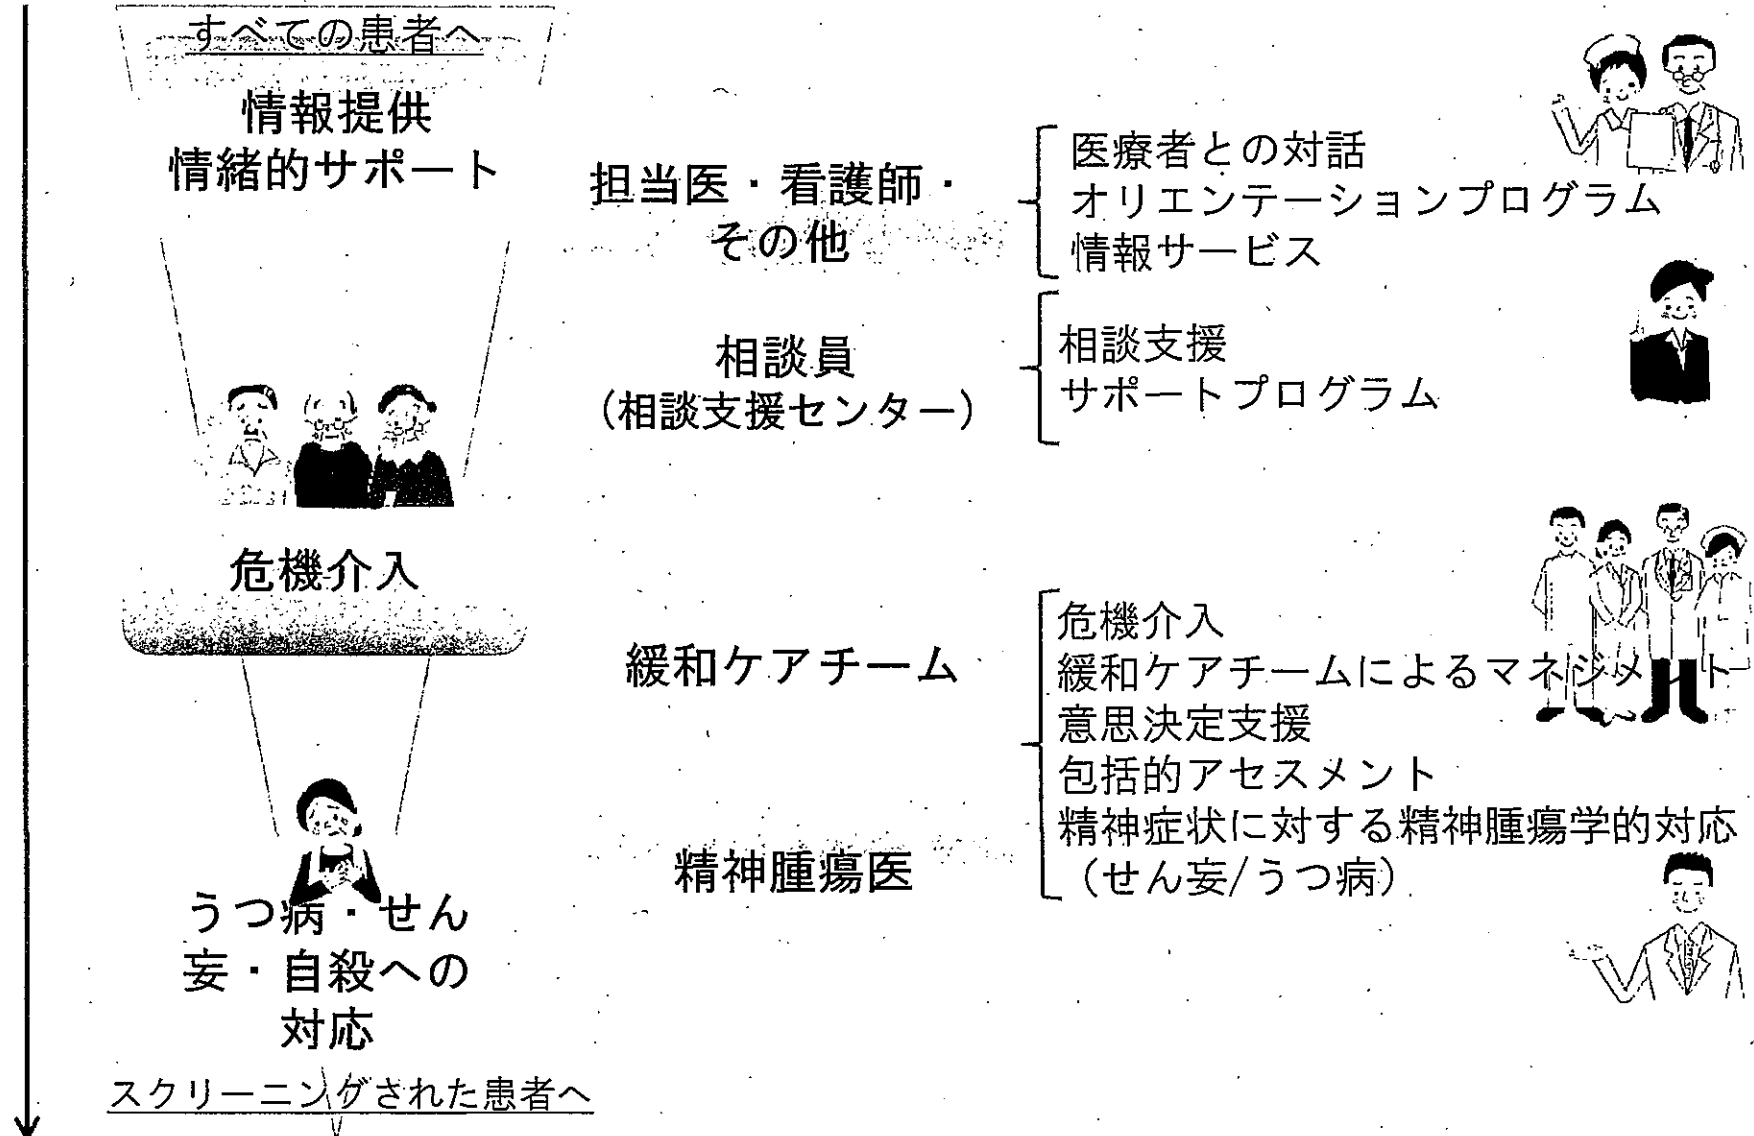 すべての患者へ
情報提供
情緒的サポート
担当医・看護師・
その他
医療者との対話
オリエンテーションプログラム
情報サービス
相談員
（相談支援センター）
相談支援
サポートプログラム
危機介入
緩和ケアチーム
危機介入
緩和ケアチームによるマネジメント
意思決定支援
包括的アセスメント
精神症状に対する精神腫瘍学的対応
（せん妄/うつ病）
精神腫瘍医
うつ病・せん
妄・自殺への
対応
スクリーニングされた患者へ